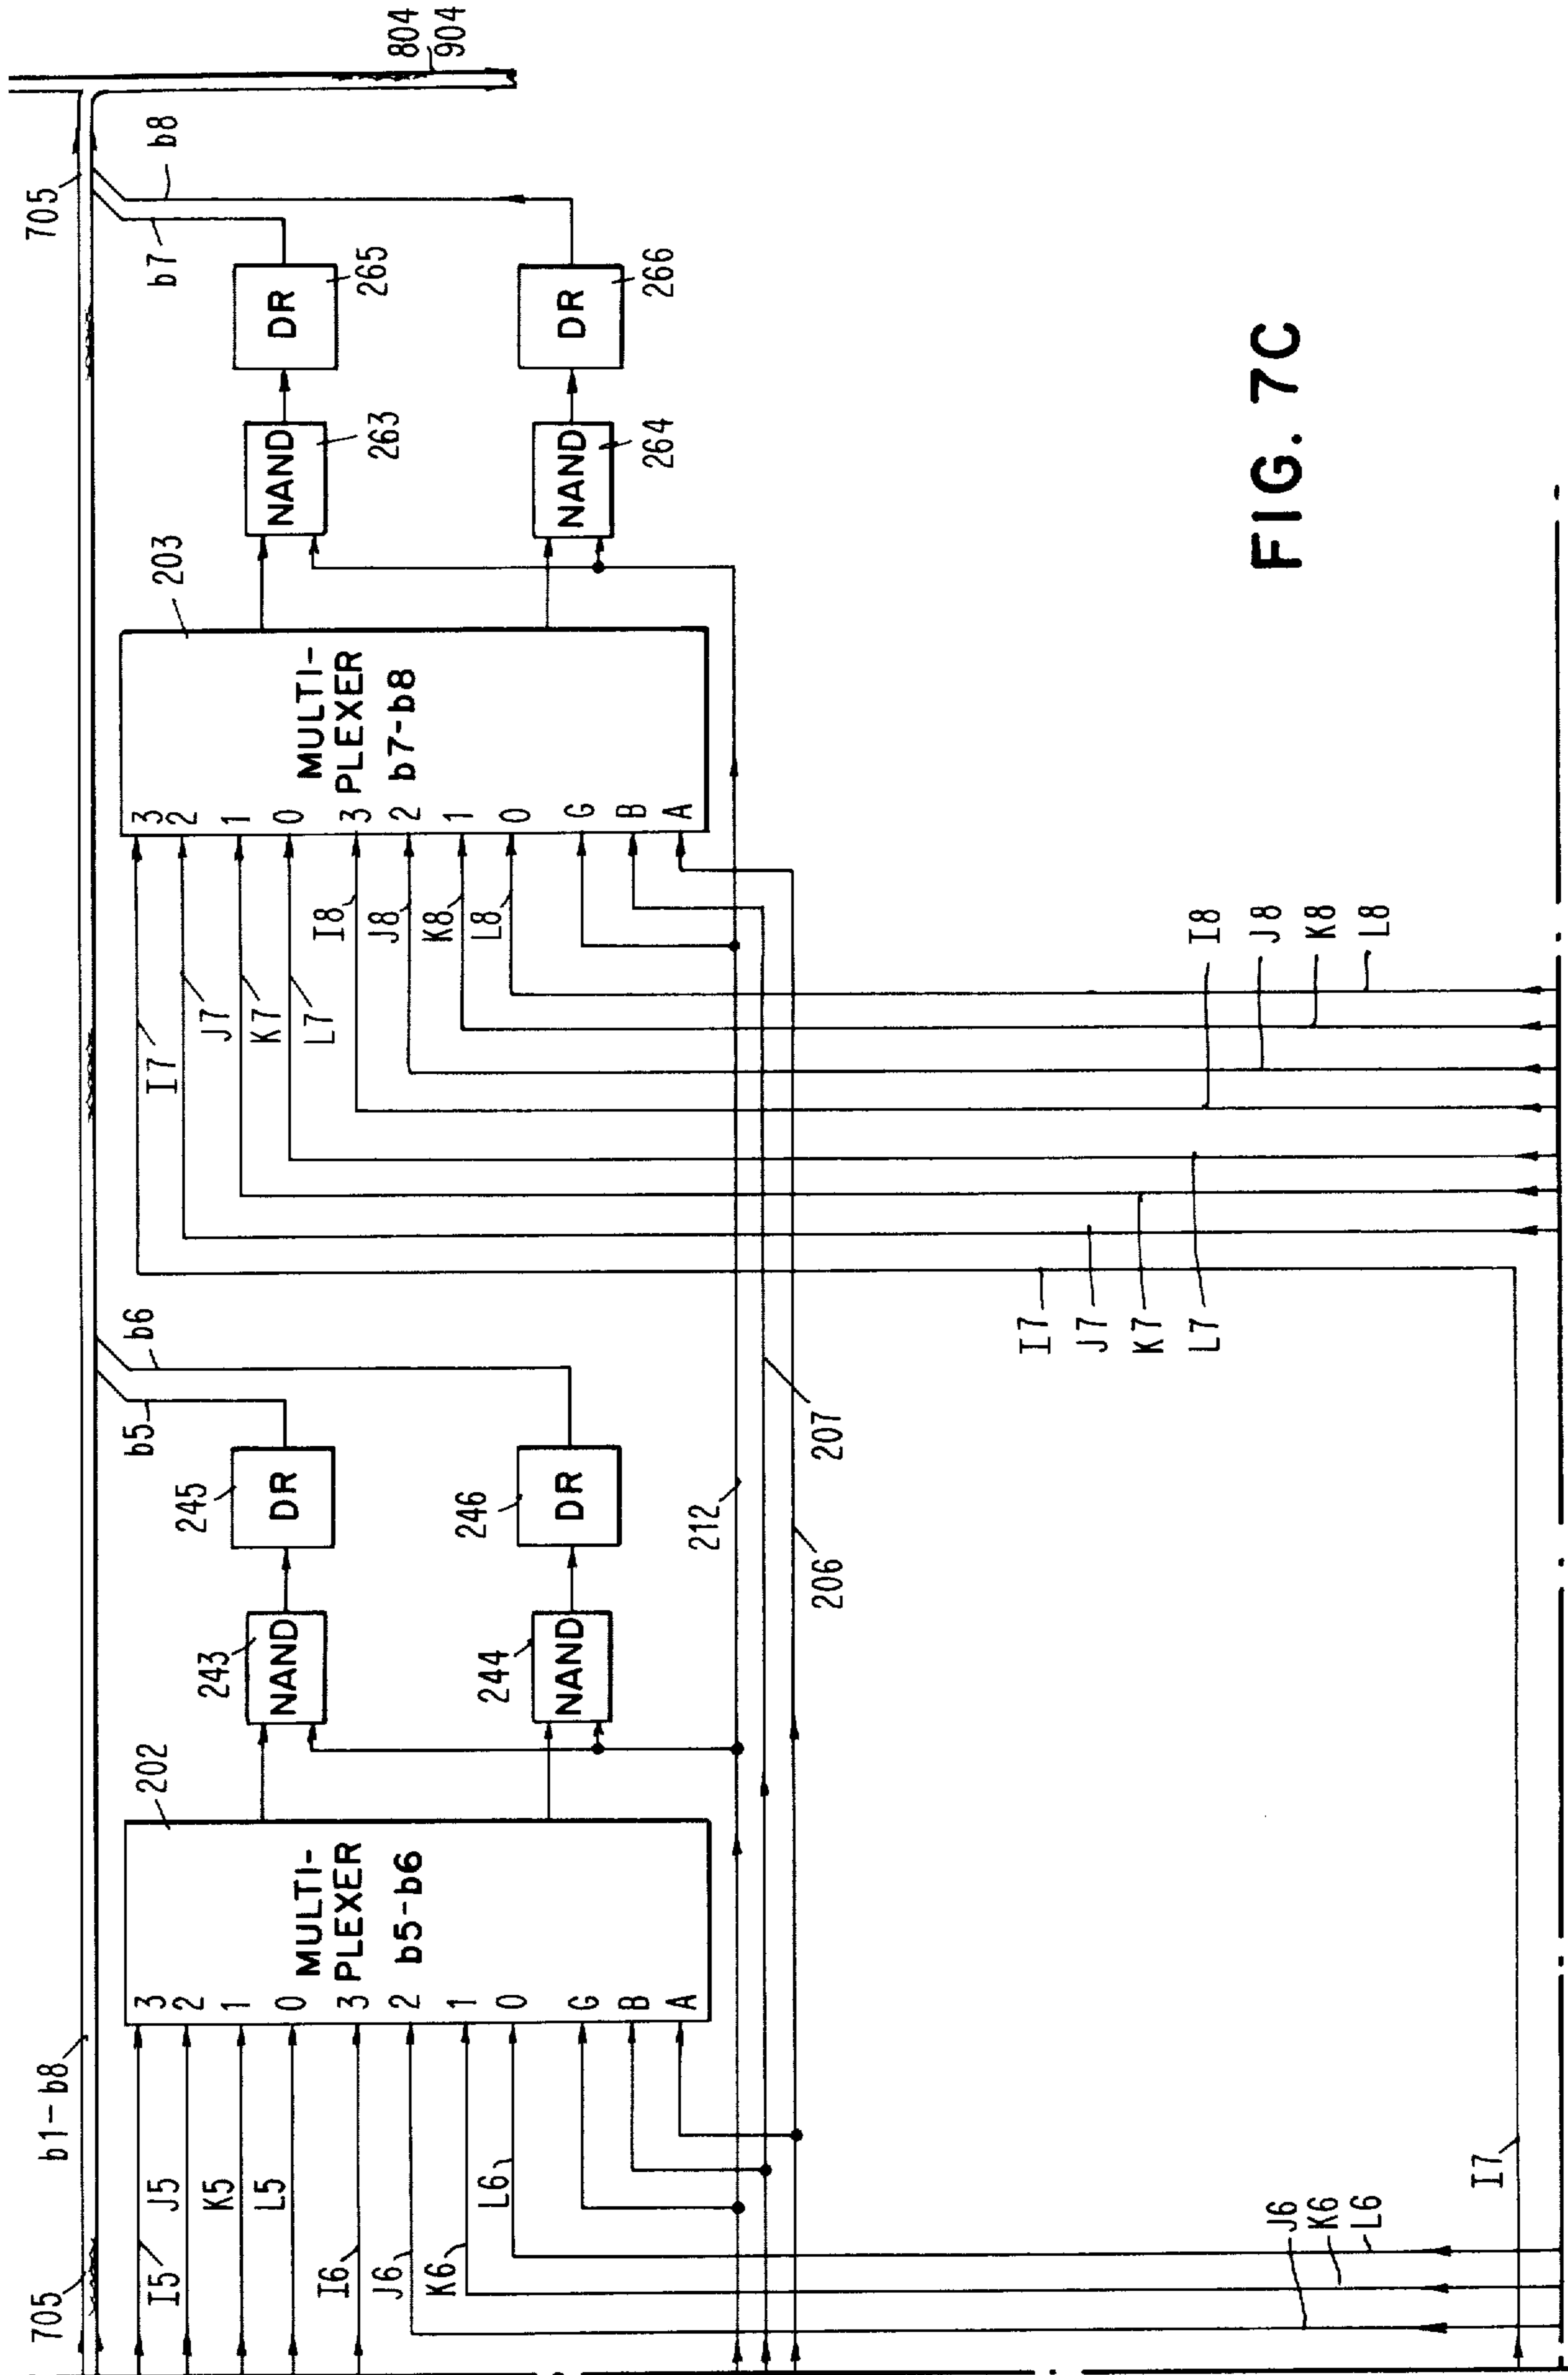 705
b1-b8
I5
J5
K5
L5
I6
J6
K6
L6
3
2
1
0
3
2
1
0
G
B
A
MULTI-
PLEXER
b5-b6
202
NAND
243
NAND
244
DR
245
DR
246
b5
b6
212
207
206
J6
K6
L6
I7
I7
J7
K7
L7
I8
J8
K8
L8
3
2
1
0
3
2
1
0
G
B
A
MULTI-
PLEXER
b7-b8
203
NAND
263
NAND
264
DR
265
DR
266
b7
b8
705
804
904
I7
J7
K7
L7
I8
J8
K8
L8
FIG. 7C